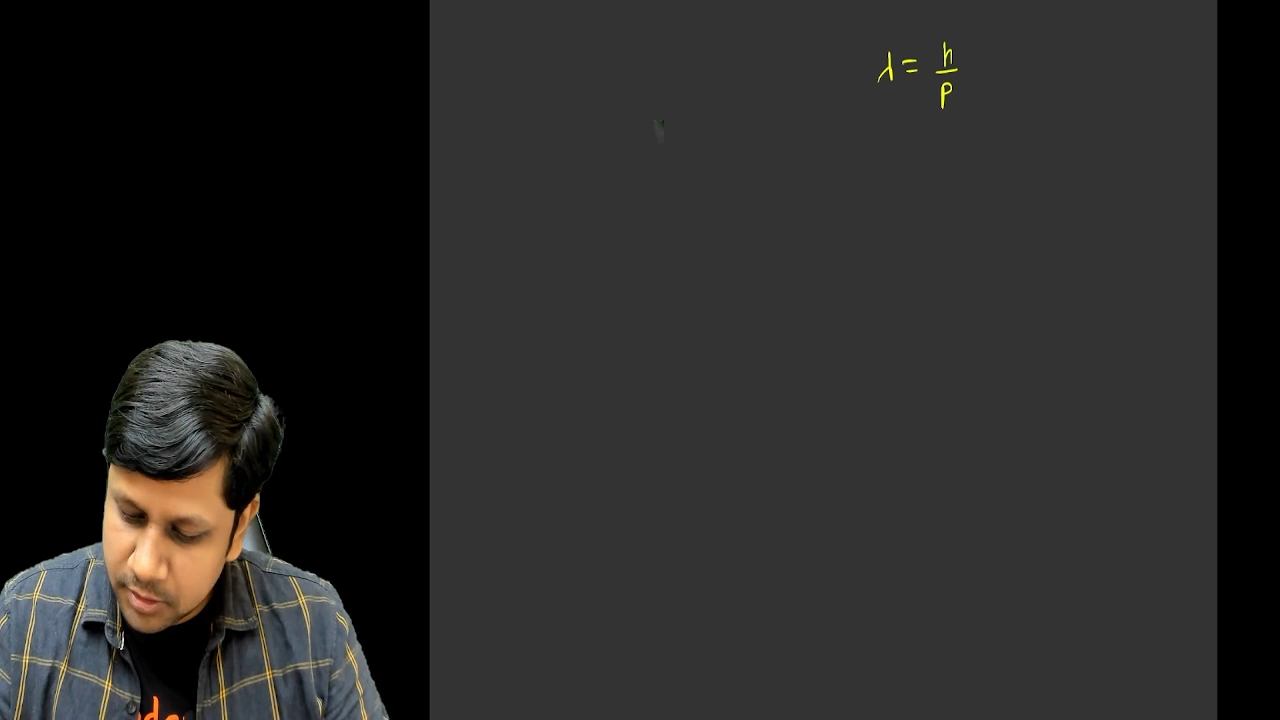 λ = h/p